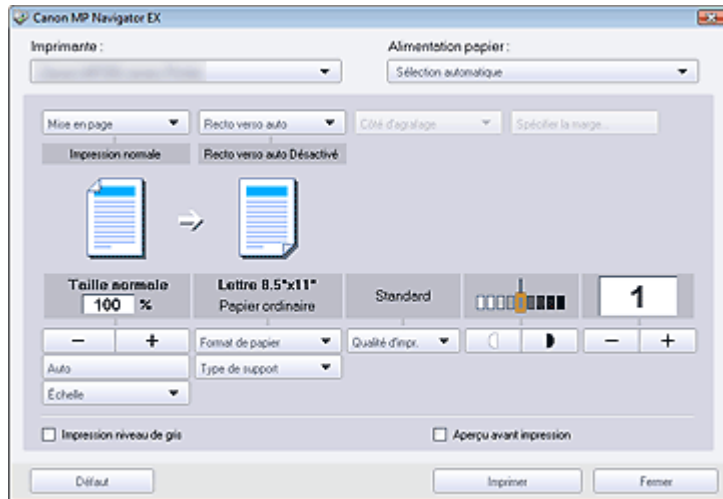 Canon MP Navigator EX
Imprimante :
Alimentation papier :
Sélection automatique
Mise en page
Recto verso auto
Côté d'agrafage
Spécifier la marge...
Impression normale
Recto verso auto Désactivé
Taille normale
100 %
Lettre 8.5"x11"
Papier ordinaire
Standard
1
Format de papier
Qualité d'impr.
Auto
Type de support
Échelle
Impression niveau de gris
Aperçu avant impression
Défaut
Imprimer
Fermer